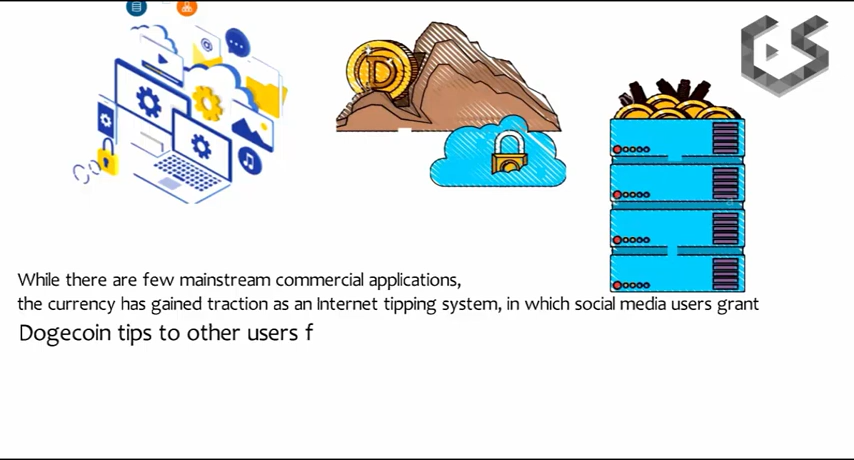 While there are few mainstream commercial applications,
the currency has gained traction as an Internet tipping system, in which social media users grant
Dogecoin tips to other users f